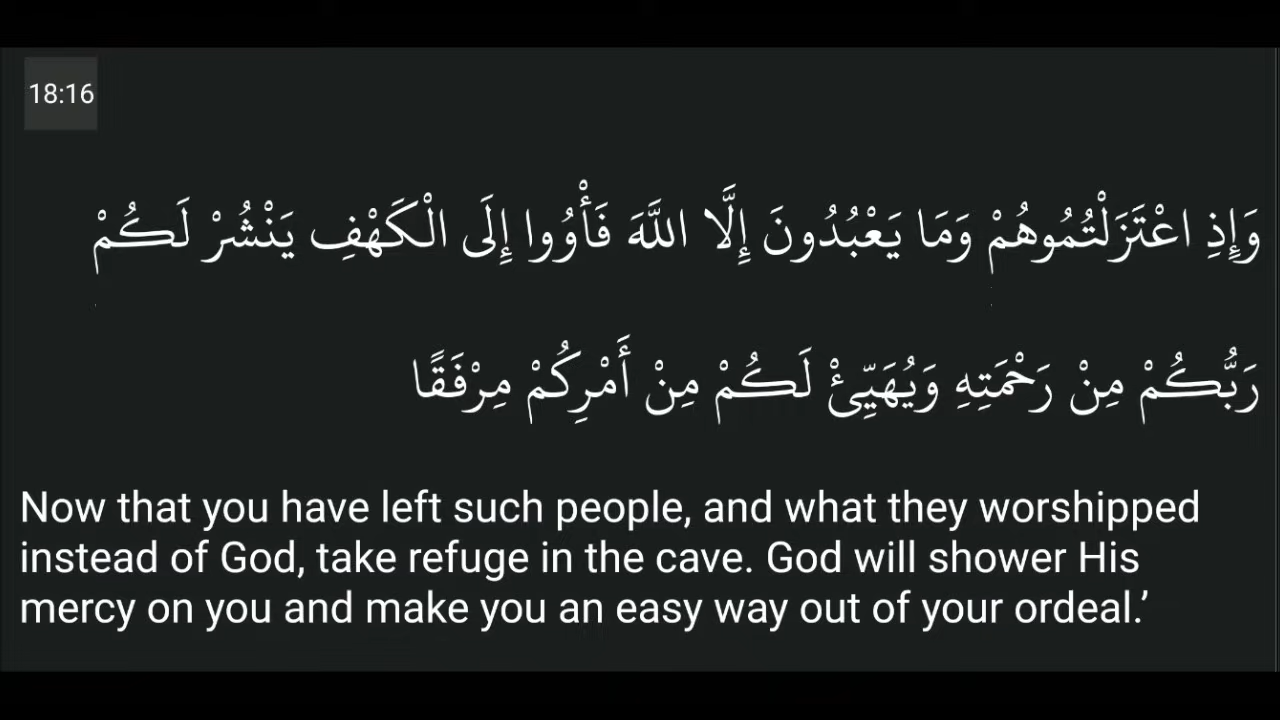 18:16
وَإِذِ اعْتَزَلْتُمُوهُمْ وَمَا يَعْبُدُونَ إِلَّا اللَّهَ فَأْوُوا إِلَى الْكَهْفِ يَنْشُرْ لَكُمْ
رَبُّكُمْ مِنْ رَحْمَتِهِ وَيُهَيِّئْ لَكُمْ مِنْ أَمْرِكُمْ مِرْفَقًا
Now that you have left such people, and what they worshipped
instead of God, take refuge in the cave. God will shower His
mercy on you and make you an easy way out of your ordeal.’